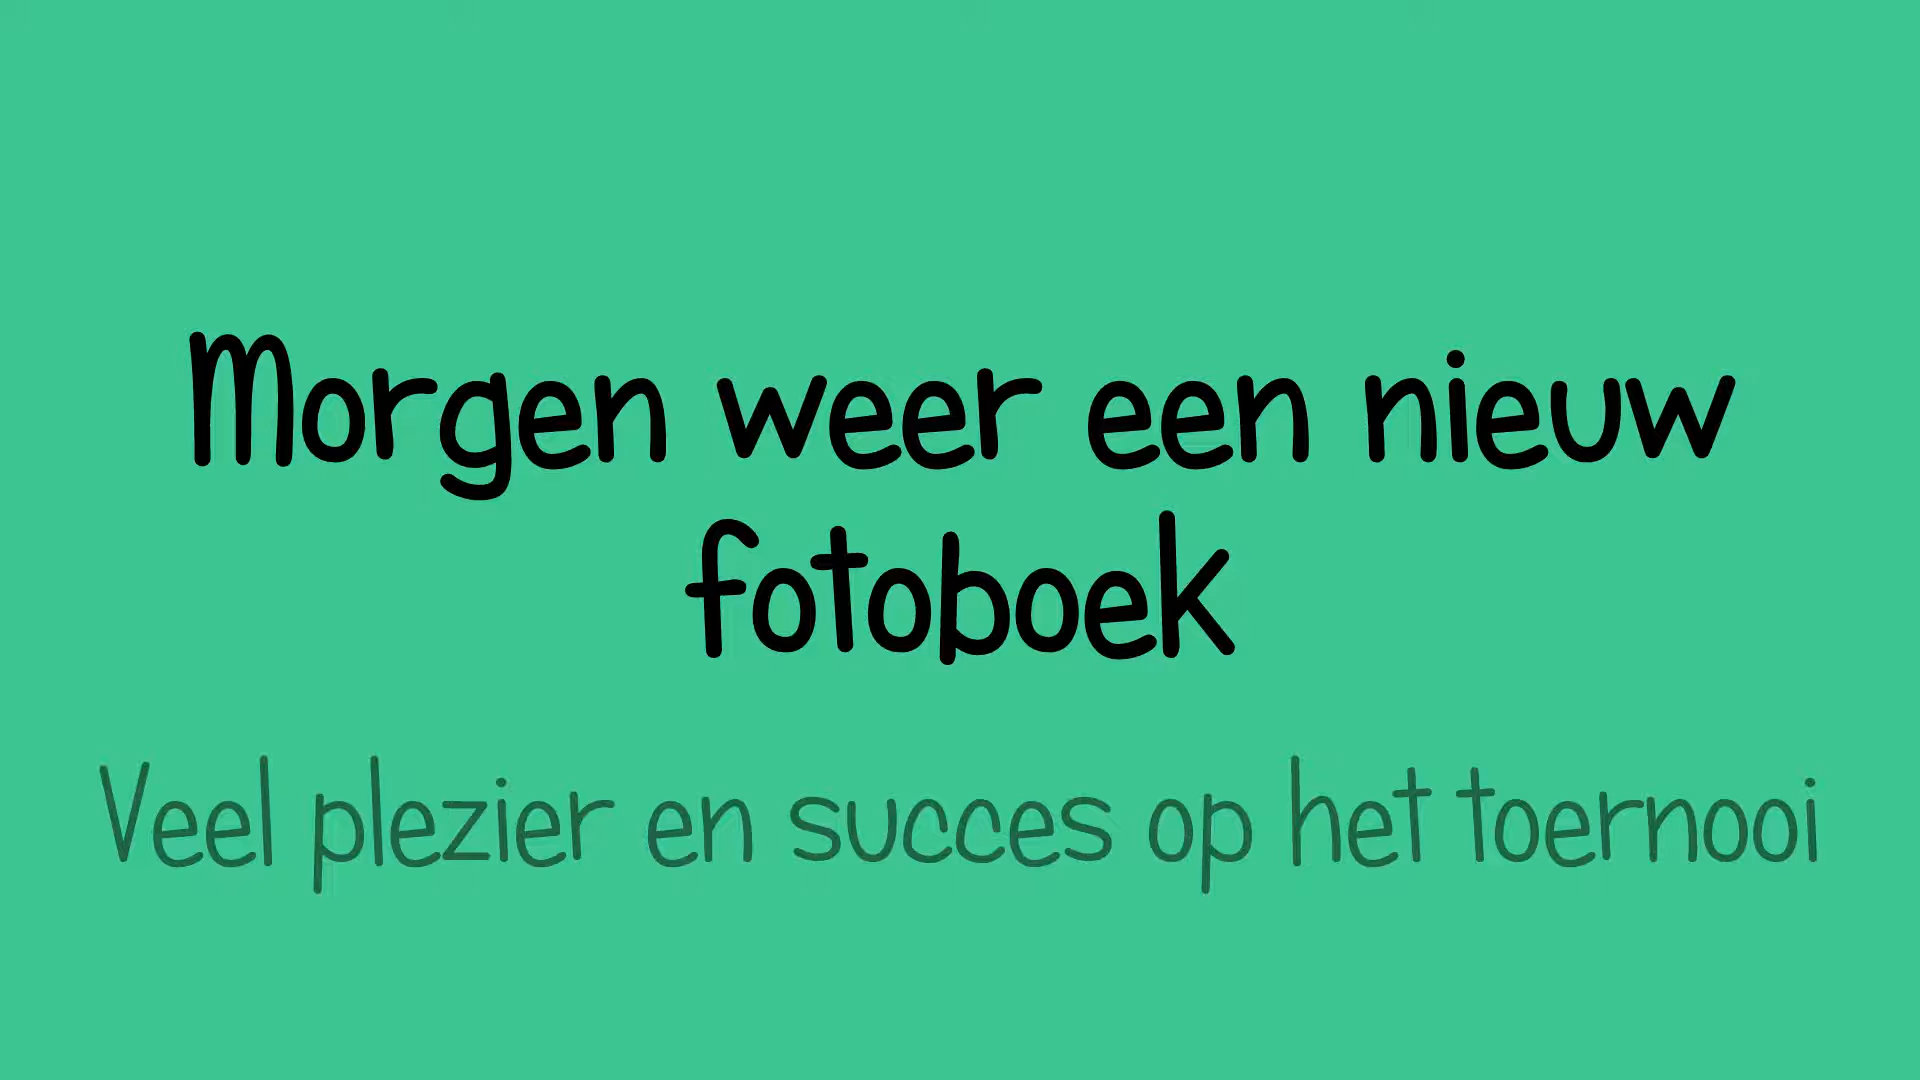 Morgen weer een nieuw
fotoboek
Veel plezier en succes op het toernooi